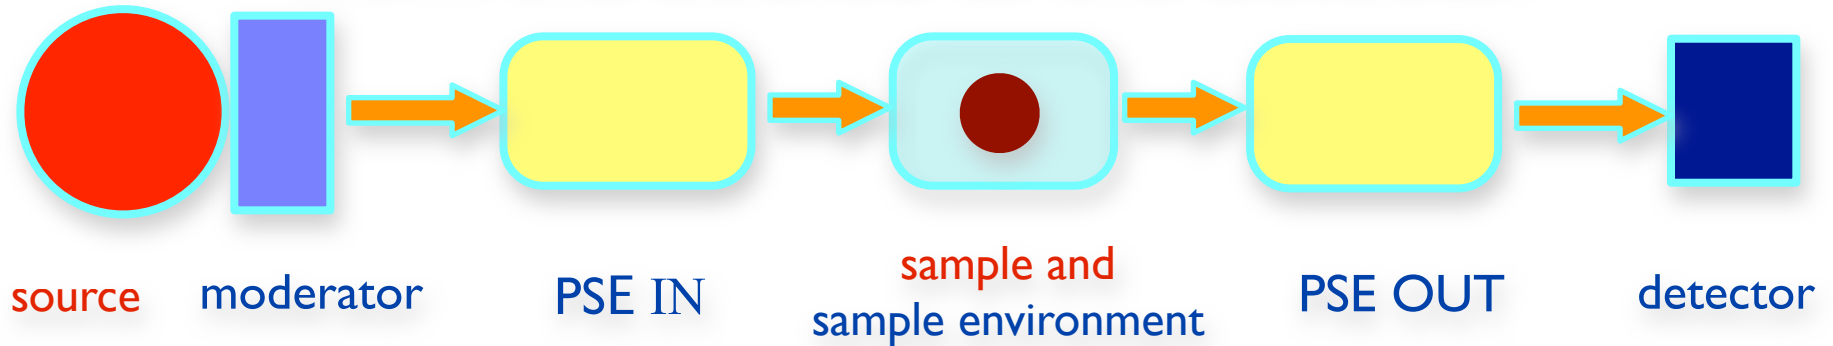 source
moderator
PSE IN
sample and
sample environment
PSE OUT
detector